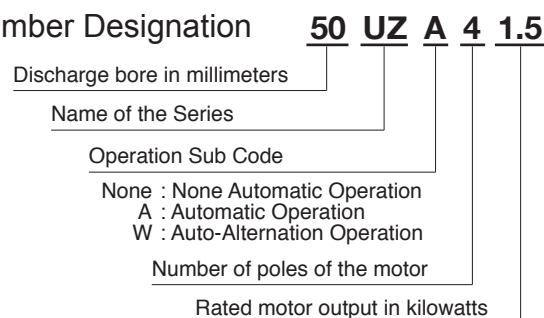 mber Designation 50 UZ A 4 1.5
Discharge bore in millimeters
Name of the Series
Operation Sub Code
None : None Automatic Operation
A : Automatic Operation
W : Auto-Alternation Operation
Number of poles of the motor
Rated motor output in kilowatts